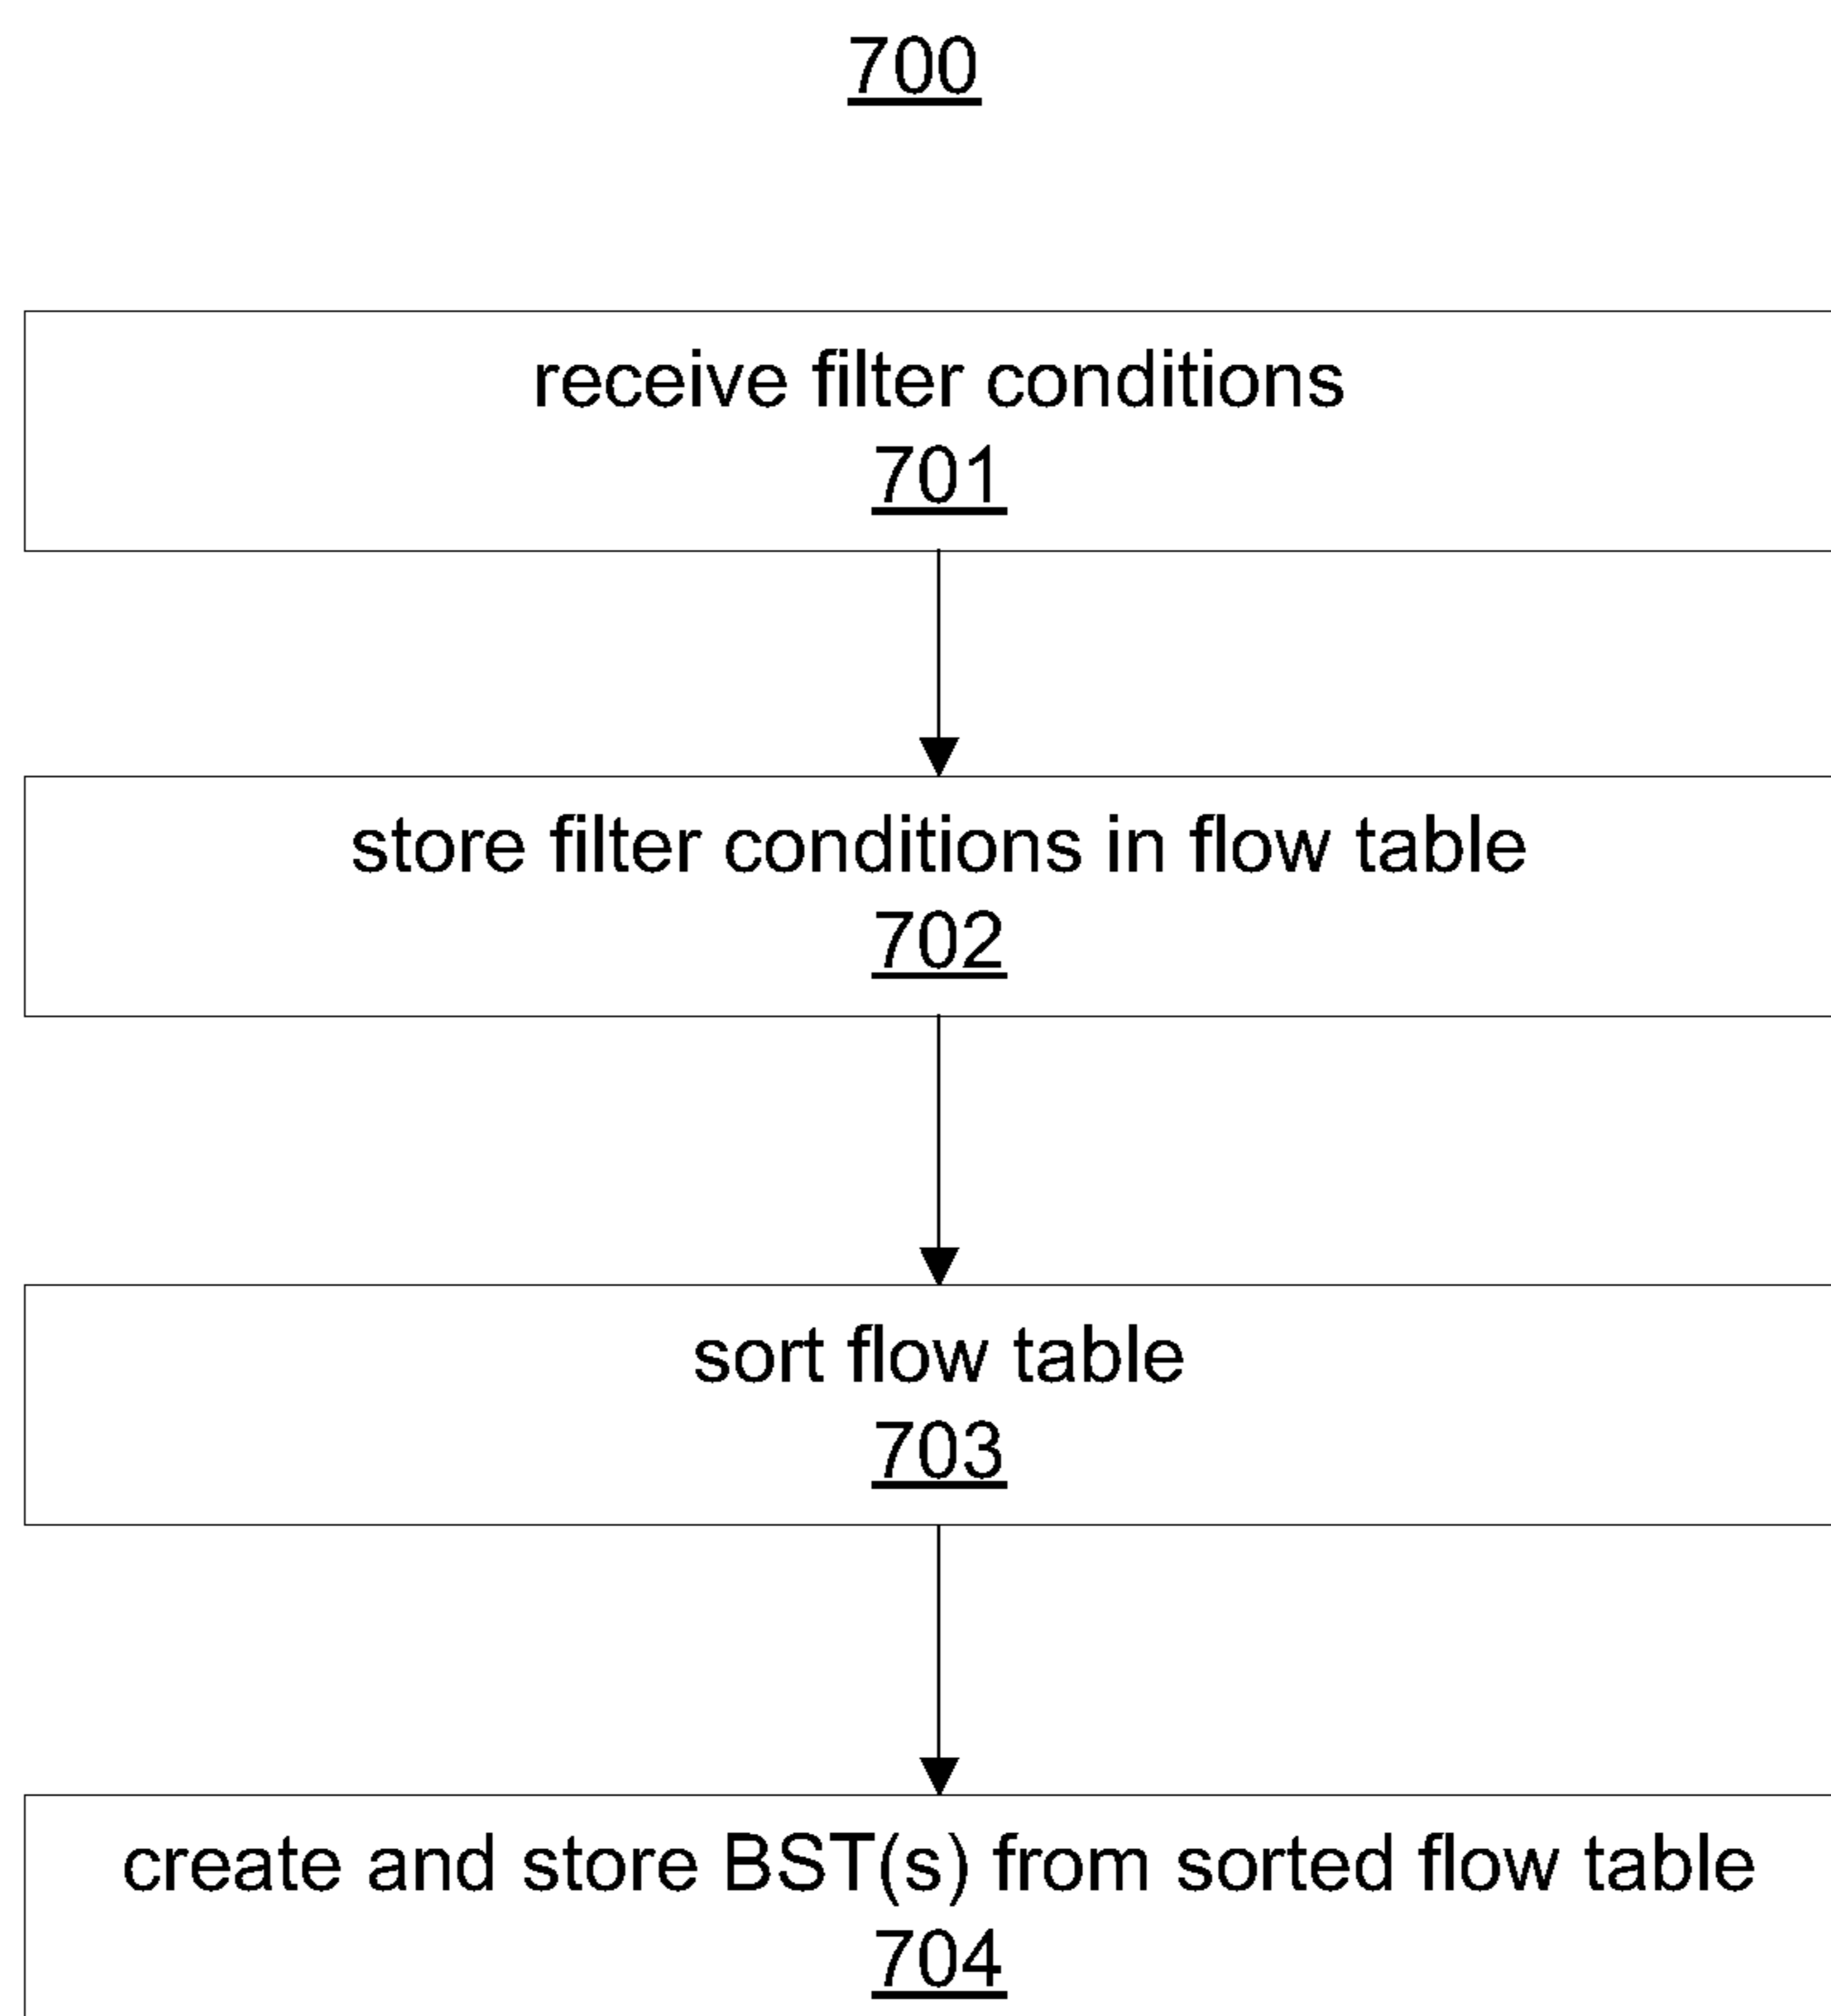 700
receive filter conditions
701
store filter conditions in flow table
702
sort flow table
703
create and store BST(s) from sorted flow table
704